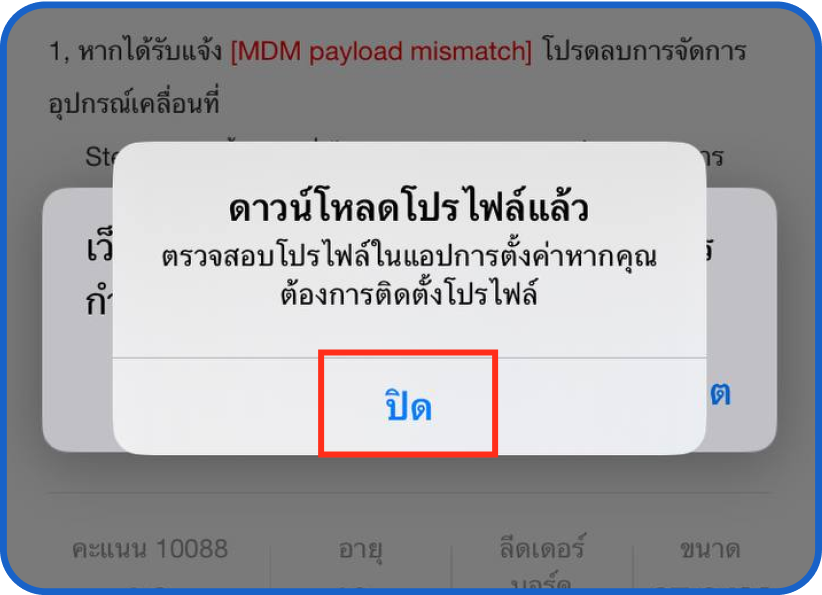 1, หากได้รับแจ้ง [MDM payload mismatch] โปรดลบการจัดการ
อุปกรณ์เคลื่อนที่
ดาวน์โหลดโปรไฟล์แล้ว
ตรวจสอบโปรไฟล์ในแอปการตั้งค่าหากคุณ
ต้องการติดตั้งโปรไฟล์
ปิด
คะแนน 10088 อายุ ลีดเดอร์ ขนาด
บอร์ด